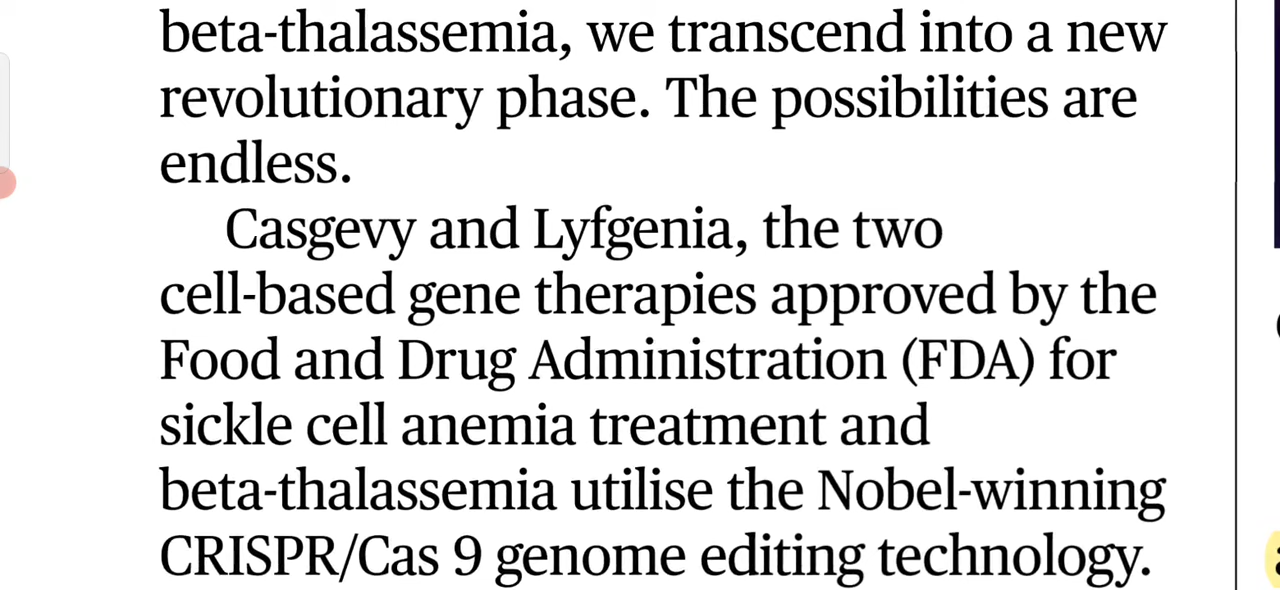 beta-thalassemia, we transcend into a new
revolutionary phase. The possibilities are
endless.
Casgevy and Lyfgenia, the two
cell-based gene therapies approved by the
Food and Drug Administration (FDA) for
sickle cell anemia treatment and
beta-thalassemia utilise the Nobel-winning
CRISPR/Cas 9 genome editing technology.